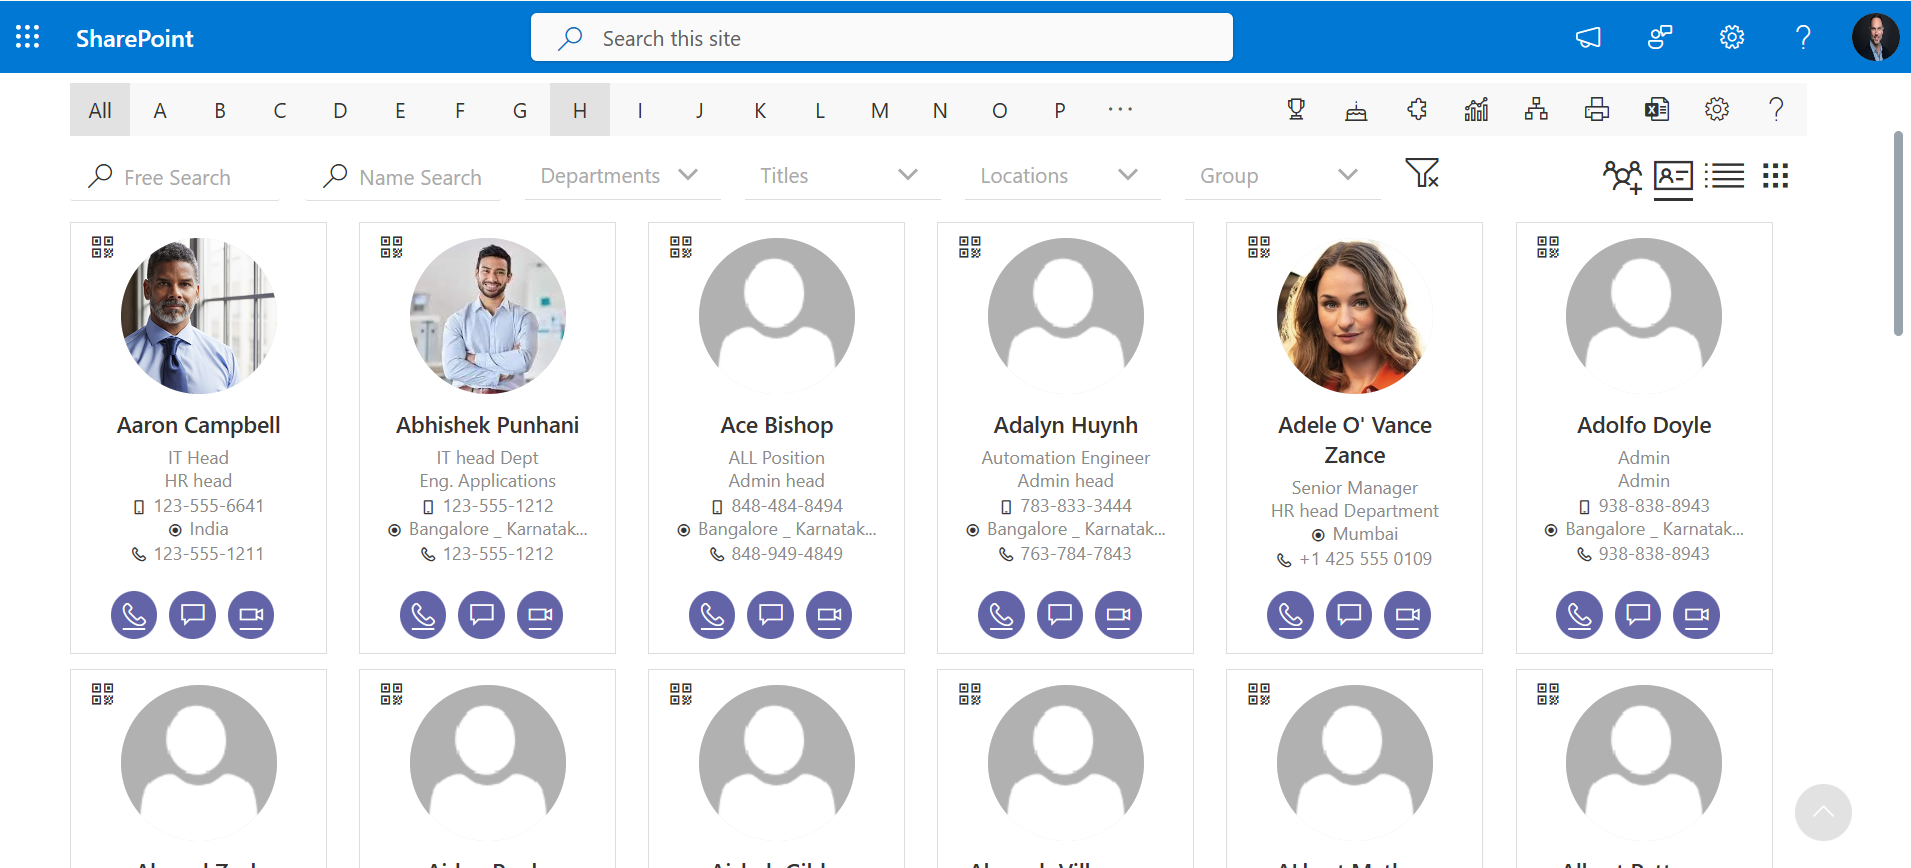 SharePoint
Search this site
All A B C D E F G H I J K L M N O P ...
Free Search Name Search Departments Titles Locations Group
Aaron Campbell
IT Head
HR head
123-555-6641
India
123-555-1211
Abhishek Punhani
IT head Dept
Eng. Applications
123-555-1212
Bangalore _ Karnatak...
123-555-1212
Ace Bishop
ALL Position
Admin head
848-484-8494
Bangalore _ Karnatak...
848-949-4849
Adalyn Huynh
Automation Engineer
Admin head
783-833-3444
Bangalore _ Karnatak...
763-784-7843
Adele O' Vance
Zance
Senior Manager
HR head Department
Mumbai
+1 425 555 0109
Adolfo Doyle
Admin
Admin
938-838-8943
Bangalore _ Karnatak...
938-838-8943